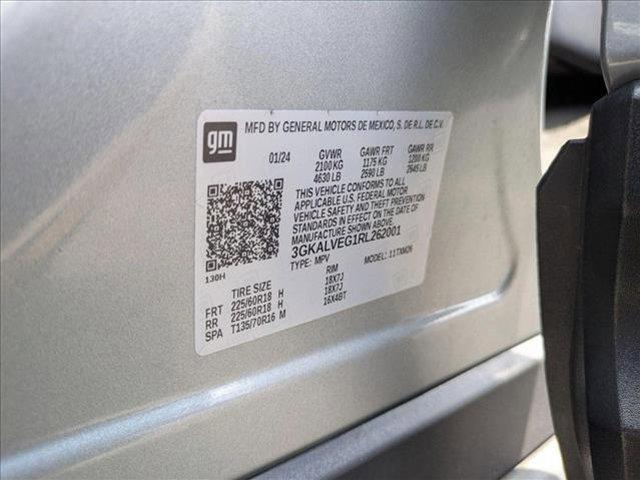 gm
MFD BY GENERAL MOTORS DE MEXICO, S. DE R.L. DE C.V.
01/24 GVWR GAWR FRT GAWR RR
2100 KG 1175 KG 1200 KG
4630 LB 2590 LB 2645 LB
THIS VEHICLE CONFORMS TO ALL
APPLICABLE U.S. FEDERAL MOTOR
VEHICLE SAFETY AND THEFT PREVENTION
STANDARDS IN EFFECT ON THE DATE OF
MANUFACTURE SHOWN ABOVE.
3GKALVEG1RL262001
TYPE: MPV MODEL: 11TXM26
130H
TIRE SIZE RIM
FRT 225/60R18 H 18X7J
RR 225/60R18 H 18X7J
SPA T135/70R16 M 16X4BT